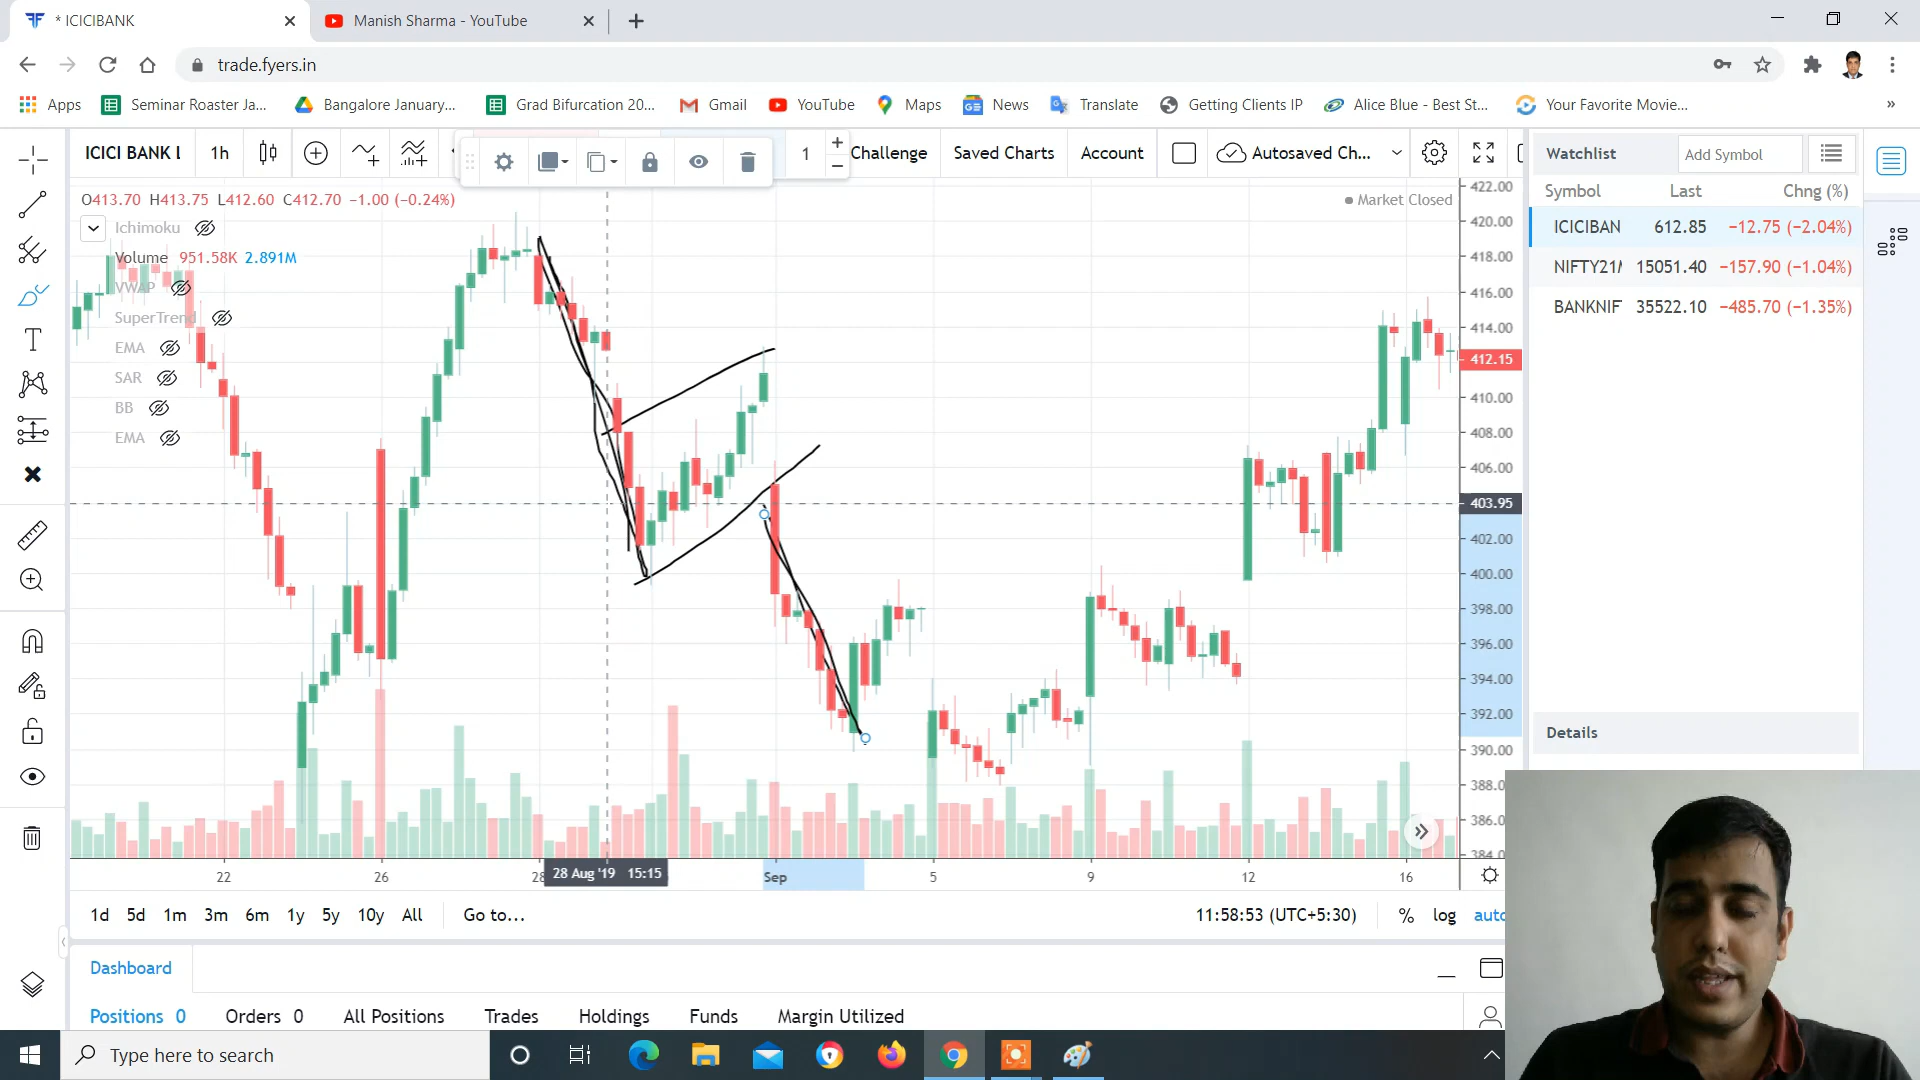 * ICICIBANK
Manish Sharma - YouTube
trade.fyers.in
Apps
Seminar Roaster Ja...
Bangalore January...
Grad Bifurcation 20...
Gmail
YouTube
Maps
News
Translate
Getting Clients IP
Alice Blue - Best St...
Your Favorite Movie...
»
ICICI BANK L
1h
1
Challenge
Saved Charts
Account
Autosaved Ch...
Watchlist
Add Symbol
O413.70 H413.75 L412.60 C412.70 −1.00 (−0.24%)
Market Closed
Symbol Last Chng (%)
Ichimoku
Volume 951.58K 2.891M
VWAP
SuperTrend
EMA
SAR
BB
EMA
ICICIBAN 612.85 −12.75 (−2.04%)
NIFTY21 15051.40 −157.90 (−1.04%)
BANKNIF 35522.10 −485.70 (−1.35%)
422.00
420.00
418.00
416.00
414.00
412.15
410.00
408.00
406.00
403.95
402.00
400.00
398.00
396.00
394.00
392.00
390.00
388.0
386.0
384.0
Details
22
26
28
28 Aug '19 15:15
Sep
5
9
12
16
1d 5d 1m 3m 6m 1y 5y 10y All
Go to...
11:58:53 (UTC+5:30)
% log auto
Dashboard
Positions 0
Orders 0
All Positions
Trades
Holdings
Funds
Margin Utilized
Type here to search